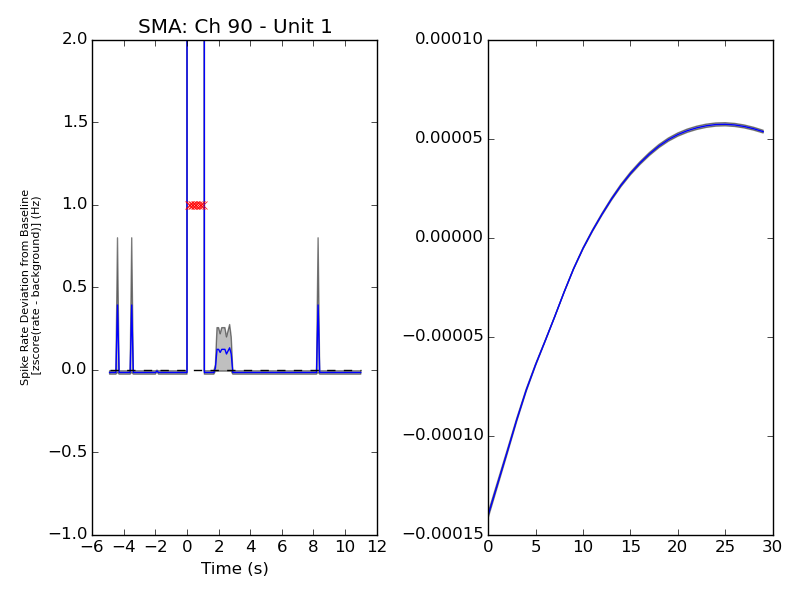 SMA: Ch 90 - Unit 1
Spike Rate Deviation from Baseline
[zscore(rate - background)] (Hz)
2.0
1.5
1.0
0.5
0.0
−0.5
−1.0
−6 −4 −2 0 2 4 6 8 10 12
Time (s)
0.00010
0.00005
0.00000
−0.00005
−0.00010
−0.00015
0 5 10 15 20 25 30